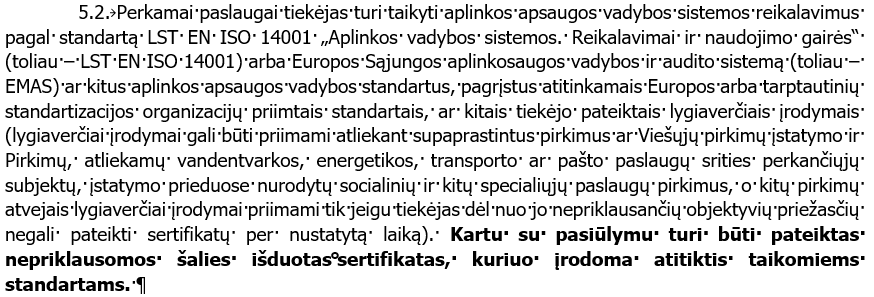 5.2. Perkamai paslaugai tiekėjas turi taikyti aplinkos apsaugos vadybos sistemos reikalavimus
pagal standartą LST EN ISO 14001 „Aplinkos vadybos sistemos. Reikalavimai ir naudojimo gairės“
(toliau – LST EN ISO 14001) arba Europos Sąjungos aplinkosaugos vadybos ir audito sistemą (toliau –
EMAS) ar kitus aplinkos apsaugos vadybos standartus, pagrįstus atitinkamais Europos arba tarptautinių
standartizacijos organizacijų priimtais standartais, ar kitais tiekėjo pateiktais lygiaverčiais įrodymais
(lygiaverčiai įrodymai gali būti priimami atliekant supaprastintus pirkimus ar Viešųjų pirkimų įstatymo ir
Pirkimų, atliekamų vandentvarkos, energetikos, transporto ar pašto paslaugų srities perkančiųjų
subjektų, įstatymo prieduose nurodytų socialinių ir kitų specialiųjų paslaugų pirkimus, o kitų pirkimų
atvejais lygiaverčiai įrodymai priimami tik jeigu tiekėjas dėl nuo jo nepriklausančių objektyvių priežasčių
negali pateikti sertifikatų per nustatytą laiką). Kartu su pasiūlymu turi būti pateiktas
nepriklausomos šalies išduotas sertifikatas, kuriuo įrodoma atitiktis taikomiems
standartams. ¶